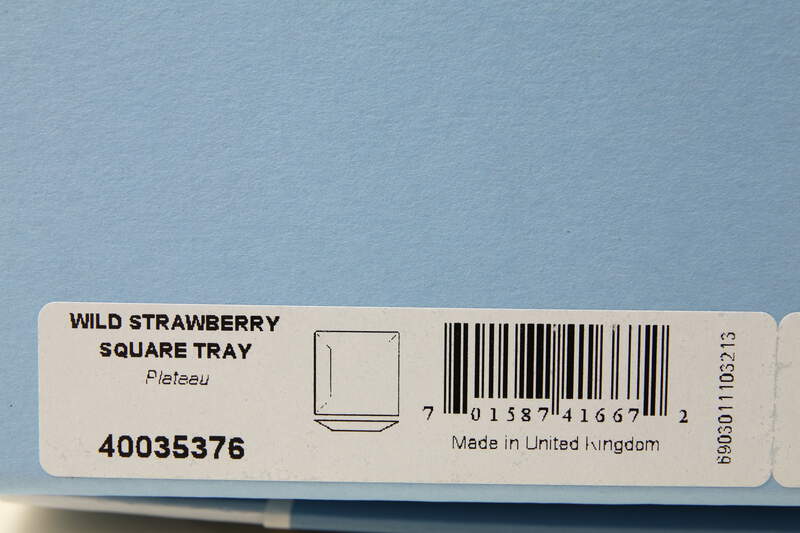 WILD STRAWBERRY
SQUARE TRAY
Plateau
40035376
7 01587 41667 2
Made in United Kingdom
6903011103213